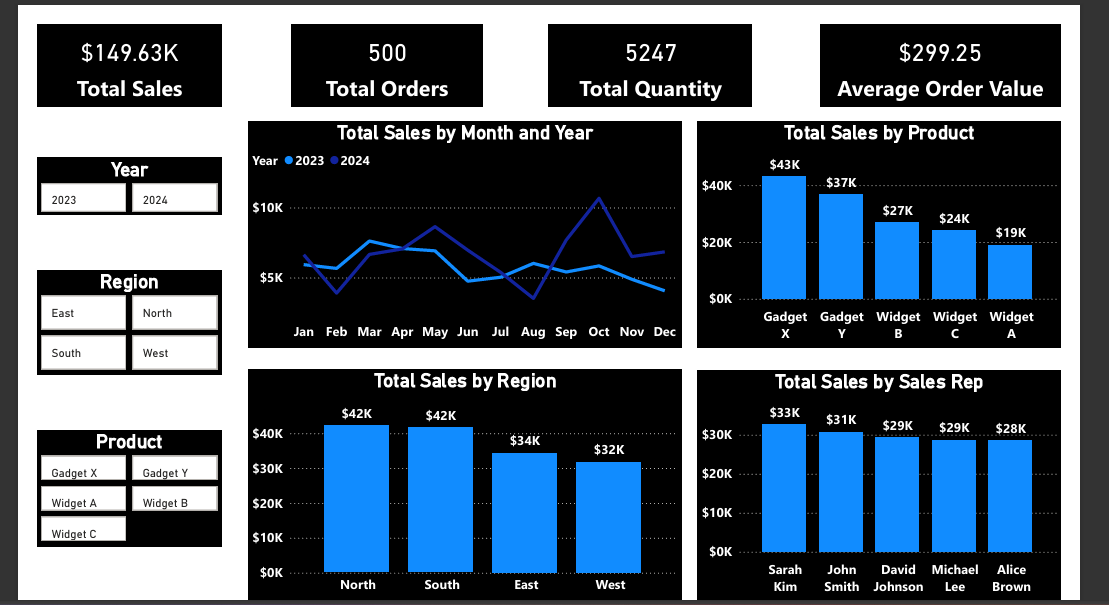 $149.63K
Total Sales
500
Total Orders
5247
Total Quantity
$299.25
Average Order Value
Year
2023
2024
Region
East
North
South
West
Product
Gadget X
Gadget Y
Widget A
Widget B
Widget C
Total Sales by Month and Year
Year 2023 2024
$10K
$5K
Jan Feb Mar Apr May Jun Jul Aug Sep Oct Nov Dec
Total Sales by Product
$43K
$37K
$27K
$24K
$19K
$40K
$20K
$0K
Gadget X
Gadget Y
Widget B
Widget C
Widget A
Total Sales by Region
$42K
$42K
$34K
$32K
$40K
$30K
$20K
$10K
$0K
North
South
East
West
Total Sales by Sales Rep
$33K
$31K
$29K
$29K
$28K
$30K
$20K
$10K
$0K
Sarah Kim
John Smith
David Johnson
Michael Lee
Alice Brown